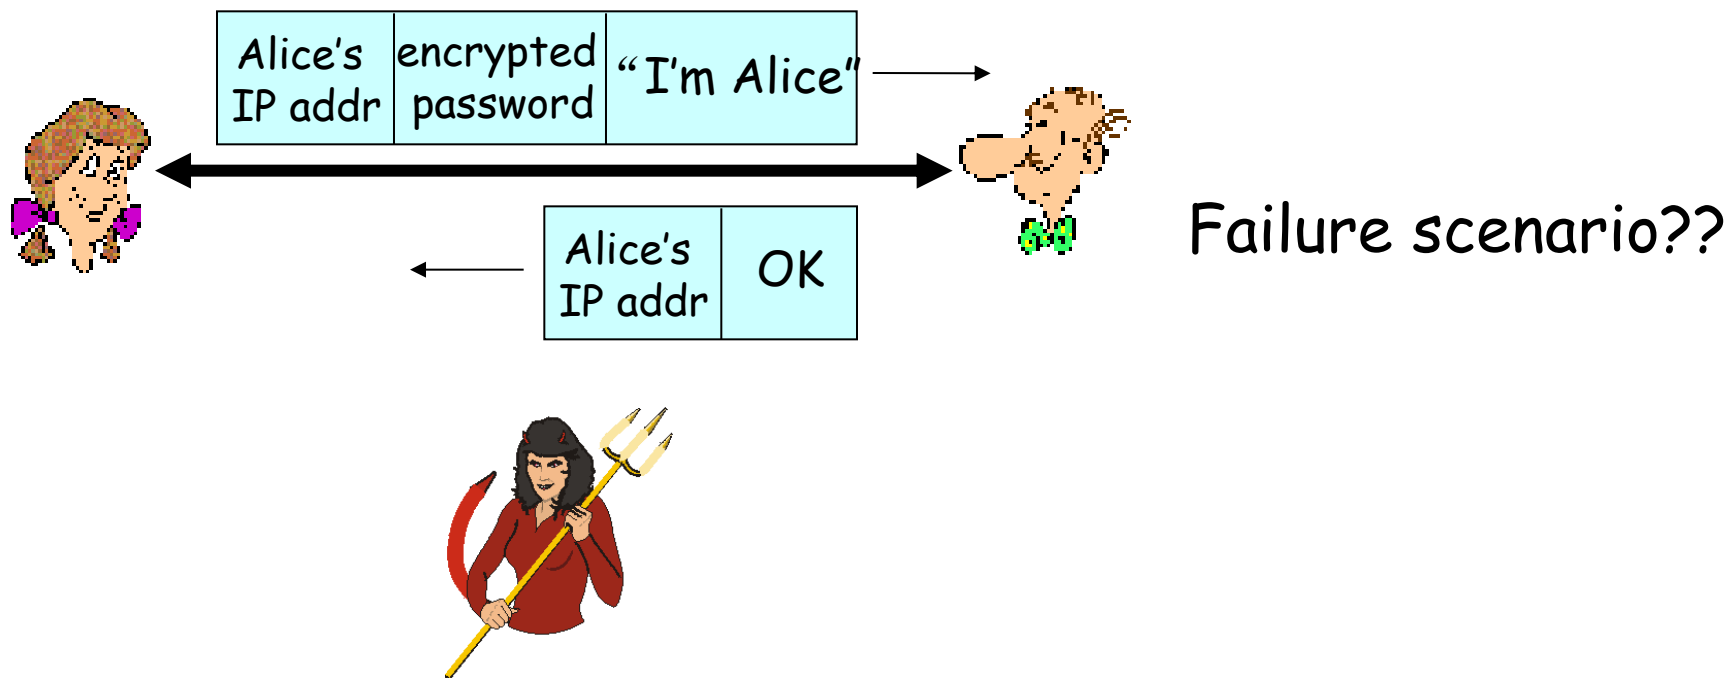 Alice's
IP addr
encrypted
password
“I'm Alice”
Alice's
IP addr
OK
Failure scenario??